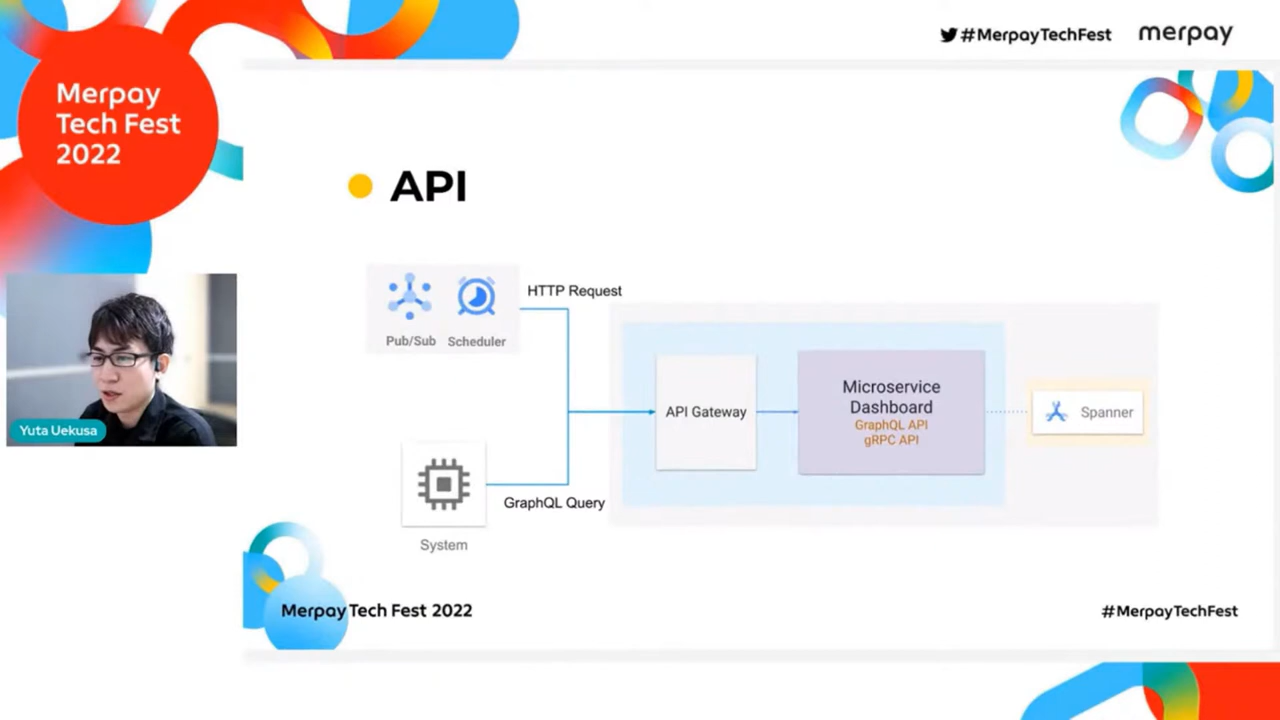 #MerpayTechFest
merpay
Merpay
Tech Fest
2022
API
HTTP Request
Pub/Sub
Scheduler
API Gateway
Microservice
Dashboard
GraphQL API
gRPC API
Spanner
Yuta Uekusa
GraphQL Query
System
Merpay Tech Fest 2022
#MerpayTechFest